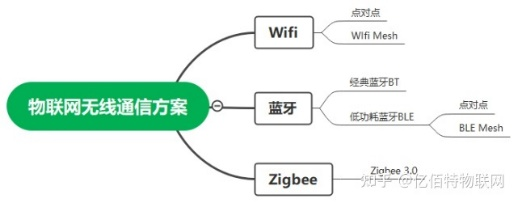 物联网无线通信方案
Wifi
点对点
WIfi Mesh
蓝牙
经典蓝牙BT
低功耗蓝牙BLE
点对点
BLE Mesh
Zigbee
Zigbee 3.0
知乎 @亿佰特物联网